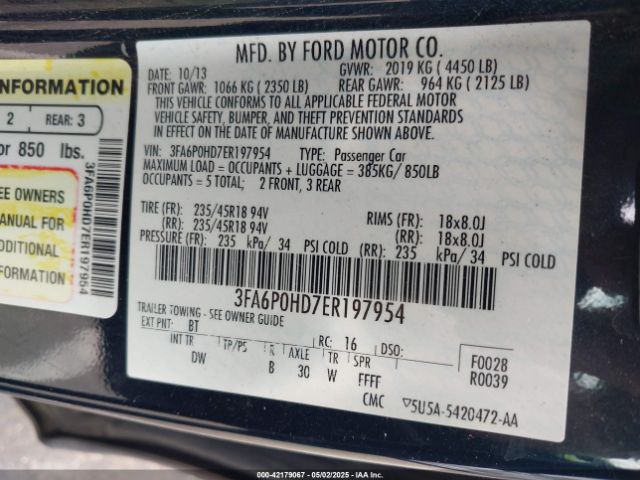 INFORMATION
2 REAR: 3
or 850 lbs.
SEE OWNERS
MANUAL FOR
ADDITIONAL
INFORMATION
3FA6P0HD7ER197954
MFD. BY FORD MOTOR CO.
DATE: 10/13 GVWR: 2019 KG ( 4450 LB)
FRONT GAWR: 1066 KG ( 2350 LB) REAR GAWR: 964 KG ( 2125 LB)
THIS VEHICLE CONFORMS TO ALL APPLICABLE FEDERAL MOTOR
VEHICLE SAFETY, BUMPER, AND THEFT PREVENTION STANDARDS
IN EFFECT ON THE DATE OF MANUFACTURE SHOWN ABOVE.
VIN: 3FA6P0HD7ER197954 TYPE: Passenger Car
MAXIMUM LOAD = OCCUPANTS + LUGGAGE = 385KG/ 850LB
OCCUPANTS = 5 TOTAL; 2 FRONT, 3 REAR
TIRE (FR): 235/45R18 94V RIMS (FR): 18x8.0J
(RR): 235/45R18 94V (RR): 18x8.0J
PRESSURE (FR): 235 kPa/ 34 PSI COLD (RR): 235 kPa/ 34 PSI COLD
3FA6P0HD7ER197954
TRAILER TOWING - SEE OWNER GUIDE
EXT PNT: BT RC: 16 DSO: F0028
INT TR TP/PS R AXLE TR SPR R0039
DW B 30 W FFFF
CMC 5U5A-5420472-AA
000-42179067 - 05/02/2025 - IAAI.COM